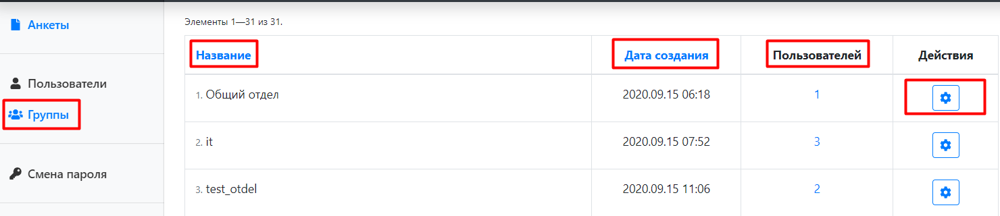 Анкеты
Пользователи
Группы
Смена пароля
Элементы 1—31 из 31.
Название Дата создания Пользователей Действия
1. Общий отдел 2020.09.15 06:18 1
2. it 2020.09.15 07:52 3
3. test_otdel 2020.09.15 11:06 2